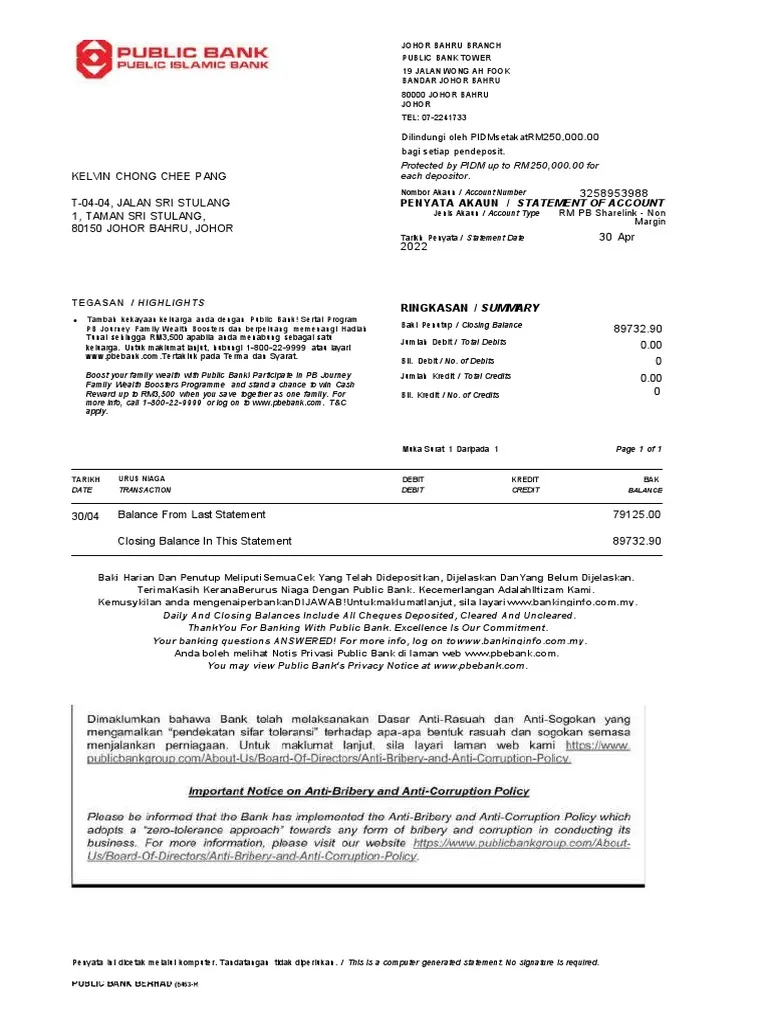 PUBLIC BANK
PUBLIC ISLAMIC BANK
JOHOR BAHRU BRANCH
PUBLIC BANK TOWER
19 JALAN WONG AH FOOK
BANDAR JOHOR BAHRU
80000 JOHOR BAHRU
JOHOR
TEL: 07-2241733
Dilindungi oleh PIDMsetakatRM250,000.00
bagi setiap pendeposit.
Protected by PIDM up to RM250,000.00 for
each depositor.
KELVIN CHONG CHEE PANG
T-04-04, JALAN SRI STULANG
1, TAMAN SRI STULANG,
80150 JOHOR BAHRU, JOHOR
Nombor Akaun / Account Number 3258953988
PENYATA AKAUN / STATEMENT OF ACCOUNT
Jenis Akaun / Account Type RM PB Sharelink - Non
Margin
Tarikh Penyata / Statement Date 30 Apr
2022
TEGASAN / HIGHLIGHTS
• Tambah kekayaan keluarga anda dengan Public Bank! Sertai Program
PB Journey Family Wealth Boosters dan berpeluang memenangi Hadiah
Tunai sehingga RM3,500 apabila anda menabung sebagai satu
keluarga. Untuk maklumat lanjut, hubungi 1-800-22-9999 atau layari
www.pbebank.com.Tertakluk pada Terma dan Syarat.
Boost your family wealth with Public Bank! Participate in PB Journey
Family Wealth Boosters Programme and stand a chance to win Cash
Reward up to RM3,500 when you save together as one family. For
more info, call 1-800-22-9999 or log on to www.pbebank.com. T&C
apply.
RINGKASAN / SUMMARY
Baki Penutup / Closing Balance 89732.90
Jumlah Debit / Total Debits 0.00
Bil. Debit / No. of Debits 0
Jumlah Kredit / Total Credits 0.00
Bil. Kredit / No. of Credits 0
Muka Surat 1 Daripada 1 Page 1 of 1
TARIKH URUS NIAGA DEBIT KREDIT BAK
DATE TRANSACTION DEBIT CREDIT BALANCE
30/04 Balance From Last Statement 79125.00
Closing Balance In This Statement 89732.90
Baki Harian Dan Penutup MeliputiSemuaCek Yang Telah Didepositkan, Dijelaskan DanYang Belum Dijelaskan.
TerimaKasih KeranaBerurus Niaga Dengan Public Bank. Kecemerlangan AdalahItizam Kami.
Kemusykilan anda mengenaiperbankanDIJAWAB!Untukmaklumatlanjut, sila layari www.bankinginfo.com.my.
Daily And Closing Balances Include All Cheques Deposited, Cleared And Uncleared.
ThankYou For Banking With Public Bank. Excellence Is Our Commitment.
Your banking questions ANSWERED! For more info, log on towww.bankinginfo.com.my.
Anda boleh melihat Notis Privasi Public Bank di laman web www.pbebank.com.
You may view Public Bank's Privacy Notice at www.pbebank.com.
Dimaklumkan bahawa Bank telah melaksanakan Dasar Anti-Rasuah dan Anti-Sogokan yang
mengamalkan "pendekatan sifar toleransi" terhadap apa-apa bentuk rasuah dan sogokan semasa
menjalankan perniagaan. Untuk maklumat lanjut, sila layari laman web kami https://www.
publicbankgroup.com/About-Us/Board-Of-Directors/Anti-Bribery-and-Anti-Corruption-Policy.
Important Notice on Anti-Bribery and Anti-Corruption Policy
Please be informed that the Bank has implemented the Anti-Bribery and Anti-Corruption Policy which
adopts a "zero-tolerance approach" towards any form of bribery and corruption in conducting its
business. For more information, please visit our website https://www.publicbankgroup.com/About-
Us/Board-Of-Directors/Anti-Bribery-and-Anti-Corruption-Policy.
Penyata ini dicetak melalui komputer. Tandatangan tidak diperlukan. / This is a computer generated statement. No signature is required.
PUBLIC BANK BERHAD (6463-H